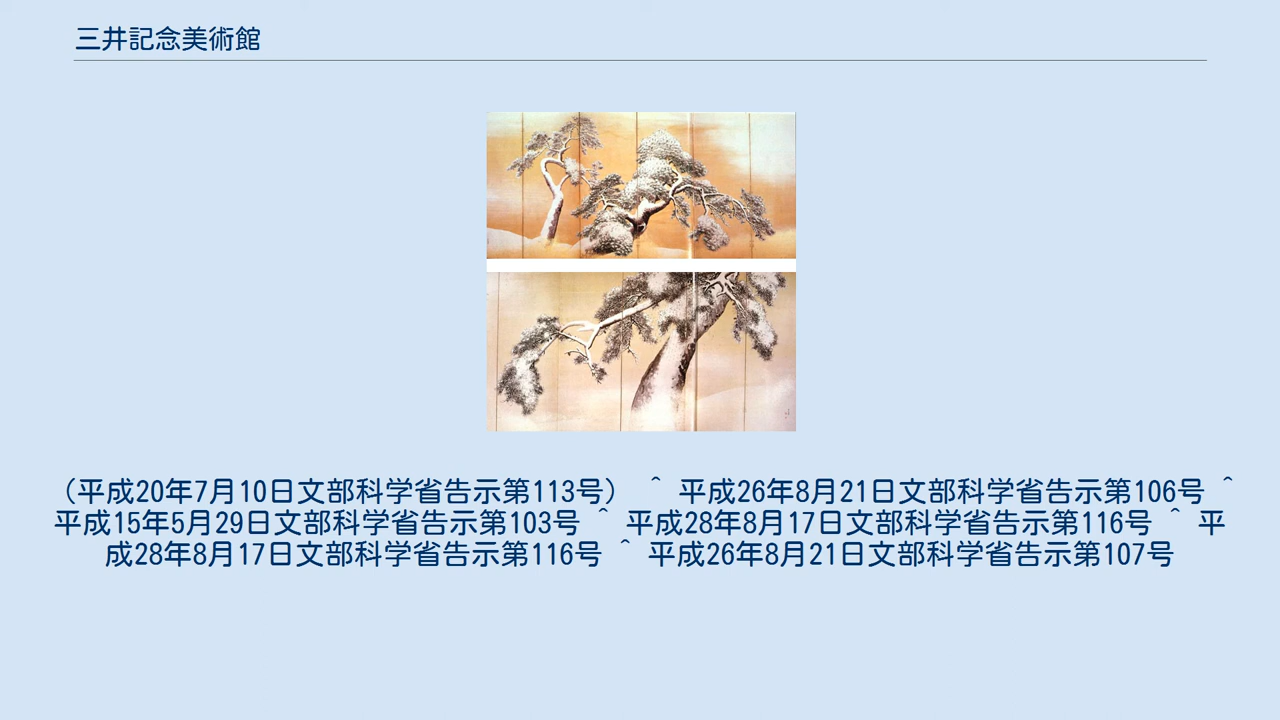 三井記念美術館
（平成20年7月10日文部科学省告示第113号） ^ 平成26年8月21日文部科学省告示第106号 ^
平成15年5月29日文部科学省告示第103号 ^ 平成28年8月17日文部科学省告示第116号 ^ 平
成28年8月17日文部科学省告示第116号 ^ 平成26年8月21日文部科学省告示第107号